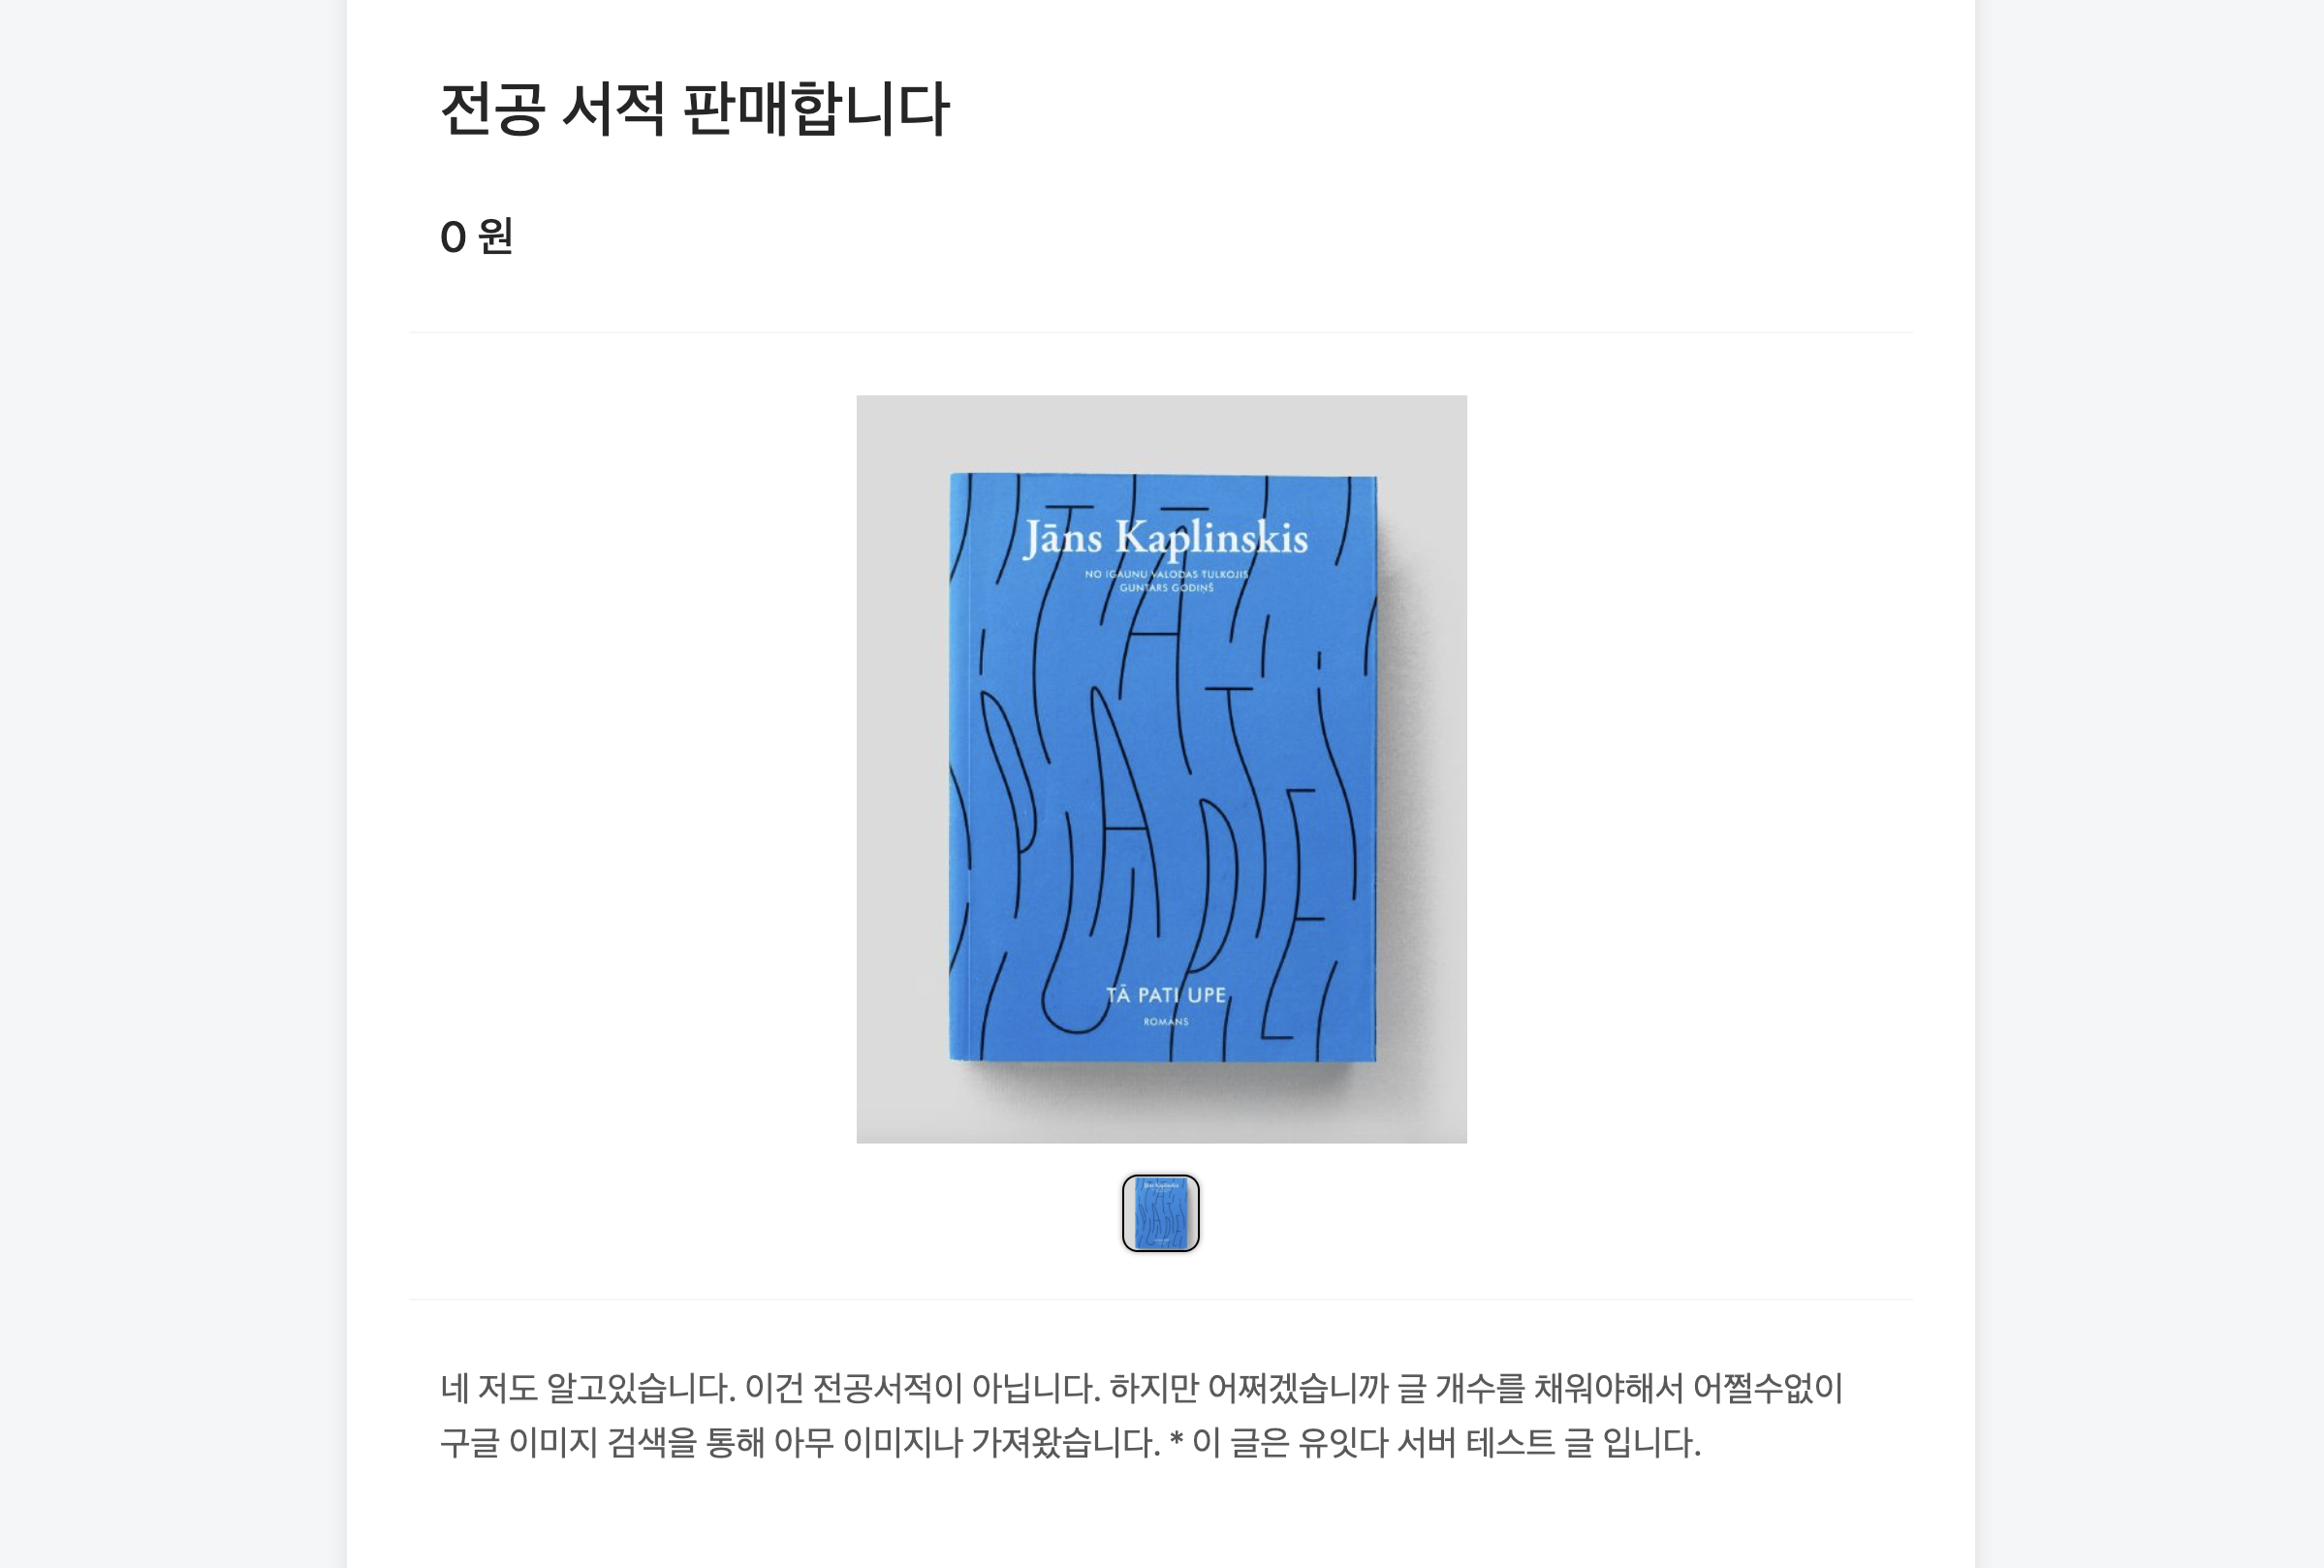 전공 서적 판매합니다
0 원
Jāns Kaplinskis
NO IGAUŅU VALODAS TULKOJIS
GUNTARS GODIŅŠ
TĀ PATI UPE
ROMĀNS
네 저도 알고있습니다. 이건 전공서적이 아닙니다. 하지만 어쩌겠습니까 글 개수를 채워야해서 어쩔수없이
구글 이미지 검색을 통해 아무 이미지나 가져왔습니다. * 이 글은 유잇다 서버 테스트 글 입니다.